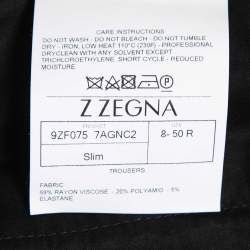 CARE INSTRUCTIONS
DO NOT WASH - DO NOT BLEACH - DO NOT TUMBLE
DRY - IRON, LOW HEAT 110°C (230F) - PROFESSIONAL
DRYCLEAN WITH ANY SOLVENT EXCEPT
TRICHLOROETHYLENE. SHORT CYCLE - REDUCED
MOISTURE
Z ZEGNA
9ZF075 7AGNC2 8- 50 R
Slim
TROUSERS
FABRIC
69% RAYON VISCOSE - 26% POLYAMID - 5%
ELASTANE